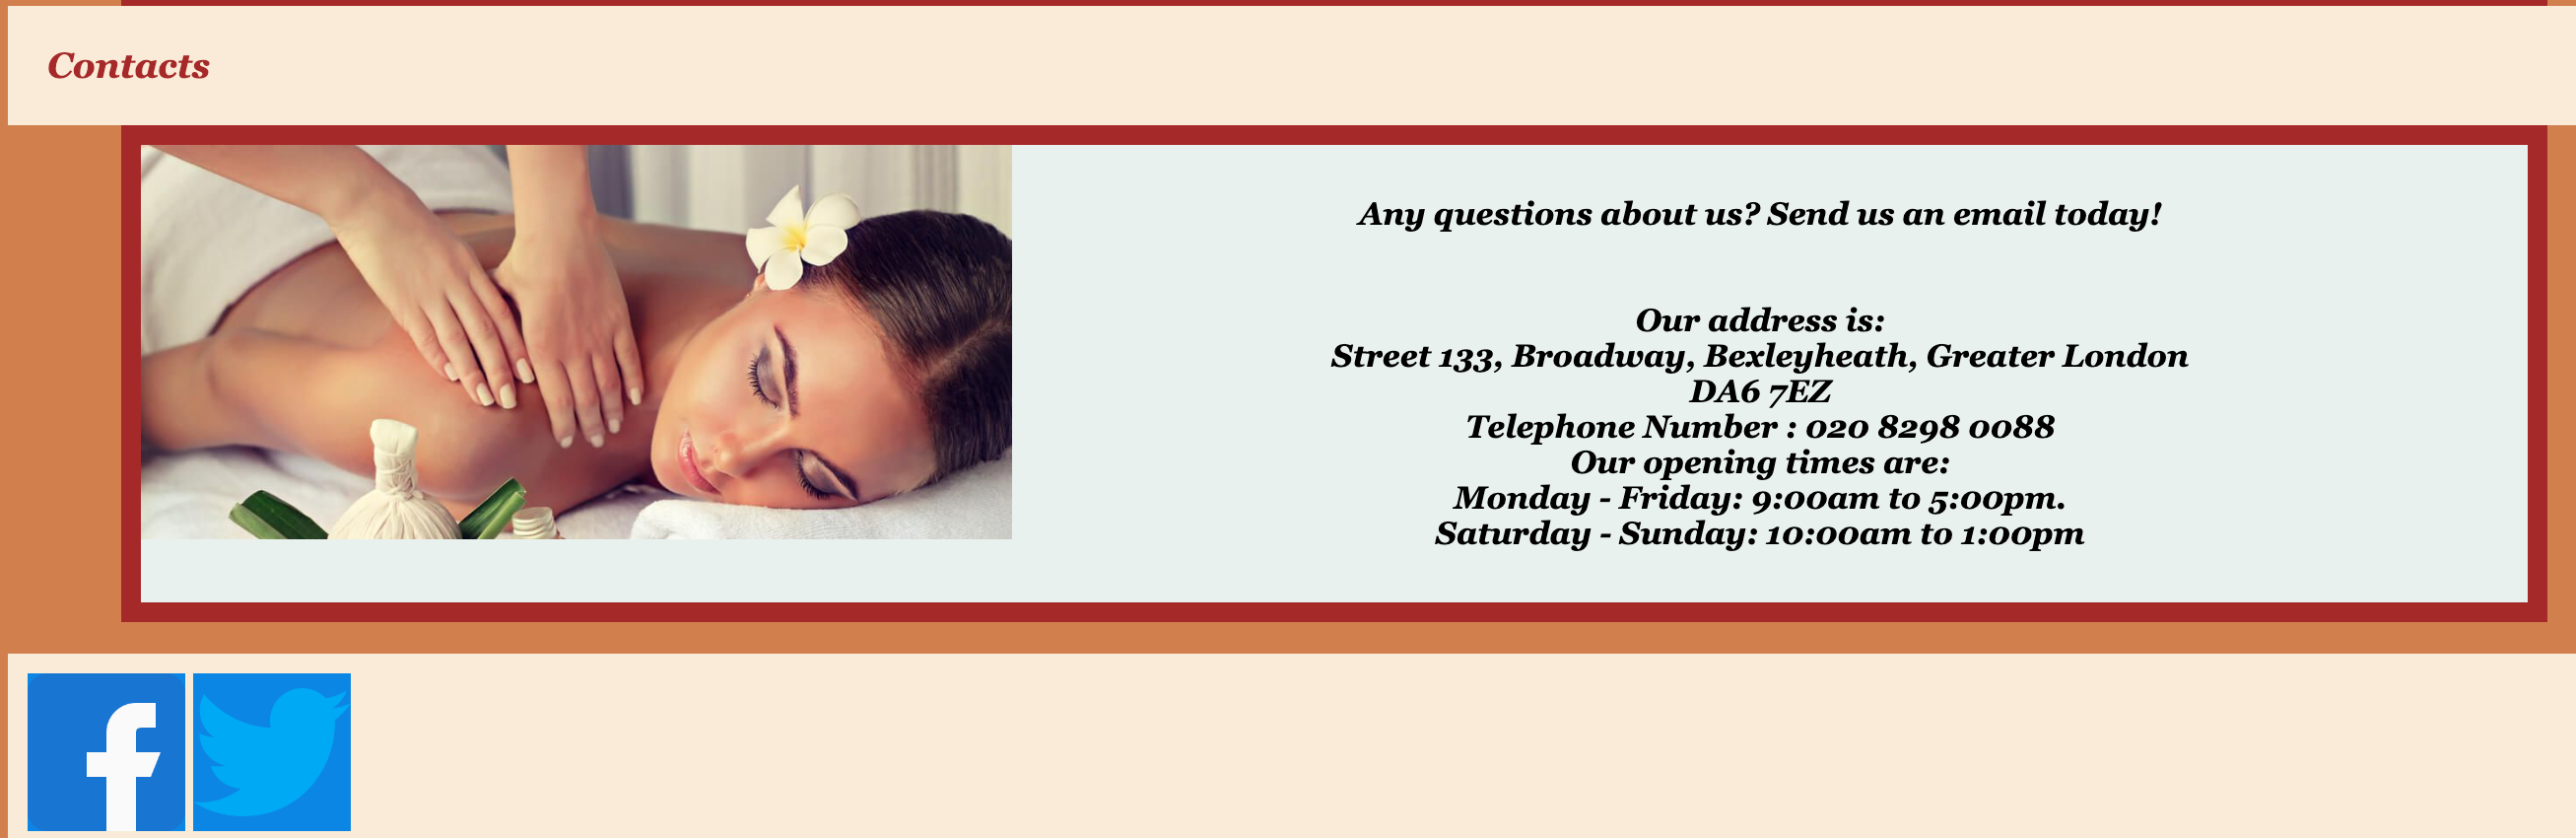 Contacts
Any questions about us? Send us an email today!
Our address is:
Street 133, Broadway, Bexleyheath, Greater London
DA6 7EZ
Telephone Number : 020 8298 0088
Our opening times are:
Monday - Friday: 9:00am to 5:00pm.
Saturday - Sunday: 10:00am to 1:00pm